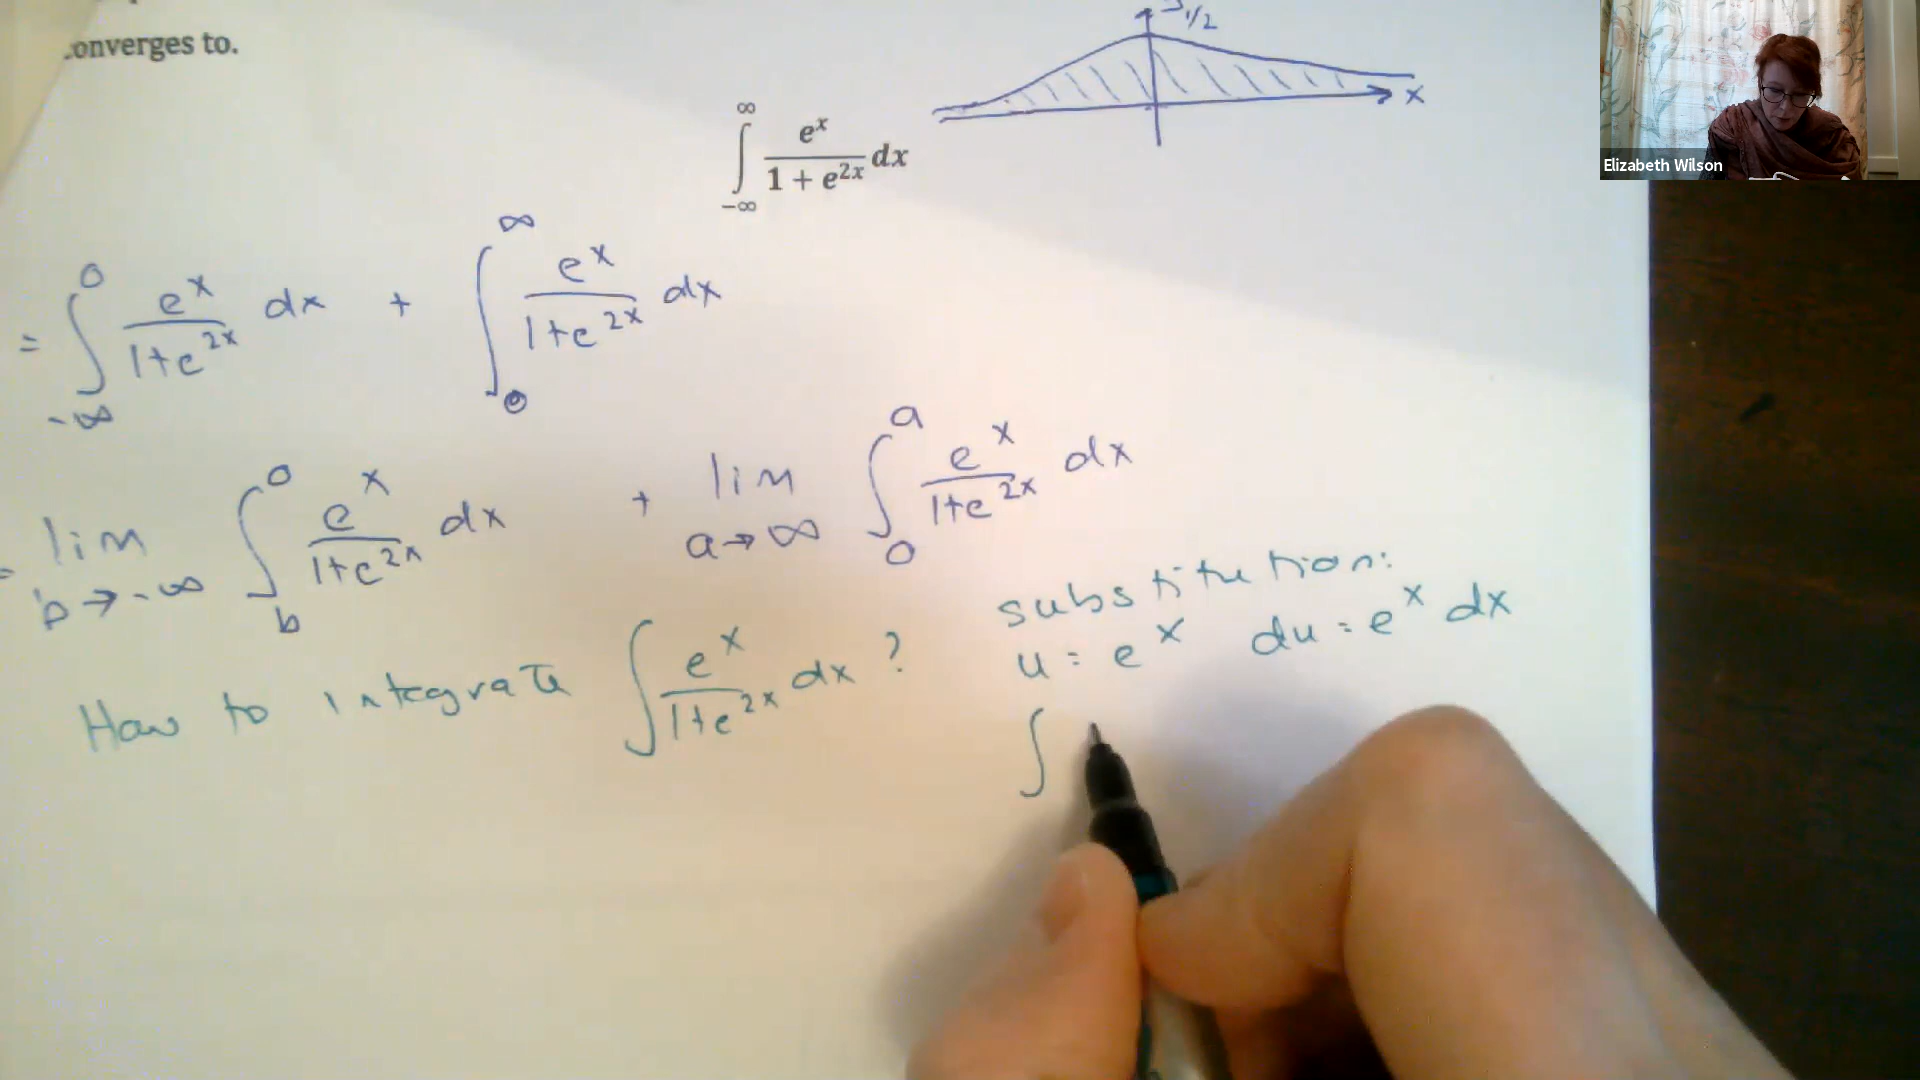 converges to.
1/2
x
∫_{-∞}^{∞} e^x / (1 + e^{2x}) dx
Elizabeth Wilson
= ∫_{-∞}^{0} e^x / (1+e^{2x}) dx + ∫_{0}^{∞} e^x / (1+e^{2x}) dx
= lim_{b→-∞} ∫_{b}^{0} e^x / (1+e^{2x}) dx + lim_{a→∞} ∫_{0}^{a} e^x / (1+e^{2x}) dx
How to integrate ∫ e^x / (1+e^{2x}) dx ?
substitution:
u = e^x du = e^x dx
∫